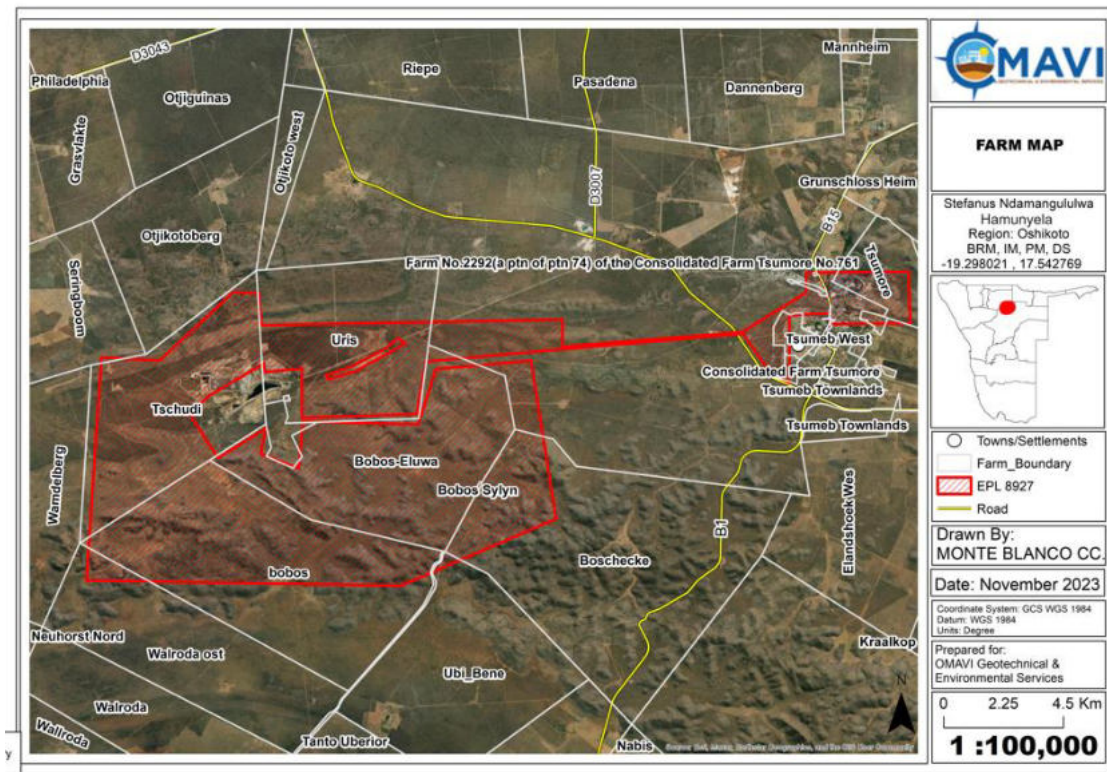 D3043
Philadelphia
Otjiguinas
Grasvlakte
Otjikoto west
Riepe
Pasadena
Mannheim
Dannenberg
D3007
Grunschloss Heim
B15
Otjikotoberg
Seringboom
Farm No.2292(a ptn of ptn 74) of the Consolidated Farm Tsumore No.761
Tsumore
Uris
Tsumeb West
Consolidated Farm Tsumore
Tsumeb Townlands
Tsumeb Townlands
Tschudi
Bobos-Eluwa
Bobos Sylyn
Warndelberg
B1
Elandshoek Wes
Boschecke
bobos
Neuhorst Nord
Walroda ost
Kraalkop
Ubi_Bene
Walroda
Wallroda
Tanto Uberior
Nabis
N
OMAVI
GEOTECHNICAL & ENVIRONMENTAL SERVICES
FARM MAP
Stefanus Ndamangululwa
Hamunyela
Region: Oshikoto
BRM, IM, PM, DS
-19.298021 , 17.542769
Towns/Settlements
Farm_Boundary
EPL 8927
Road
Drawn By:
MONTE BLANCO CC.
Date: November 2023
Coordinate System: GCS WGS 1984
Datum: WGS 1984
Units: Degree
Prepared for:
OMAVI Geotechnical &
Environmental Services
0 2.25 4.5 Km
1 :100,000
y